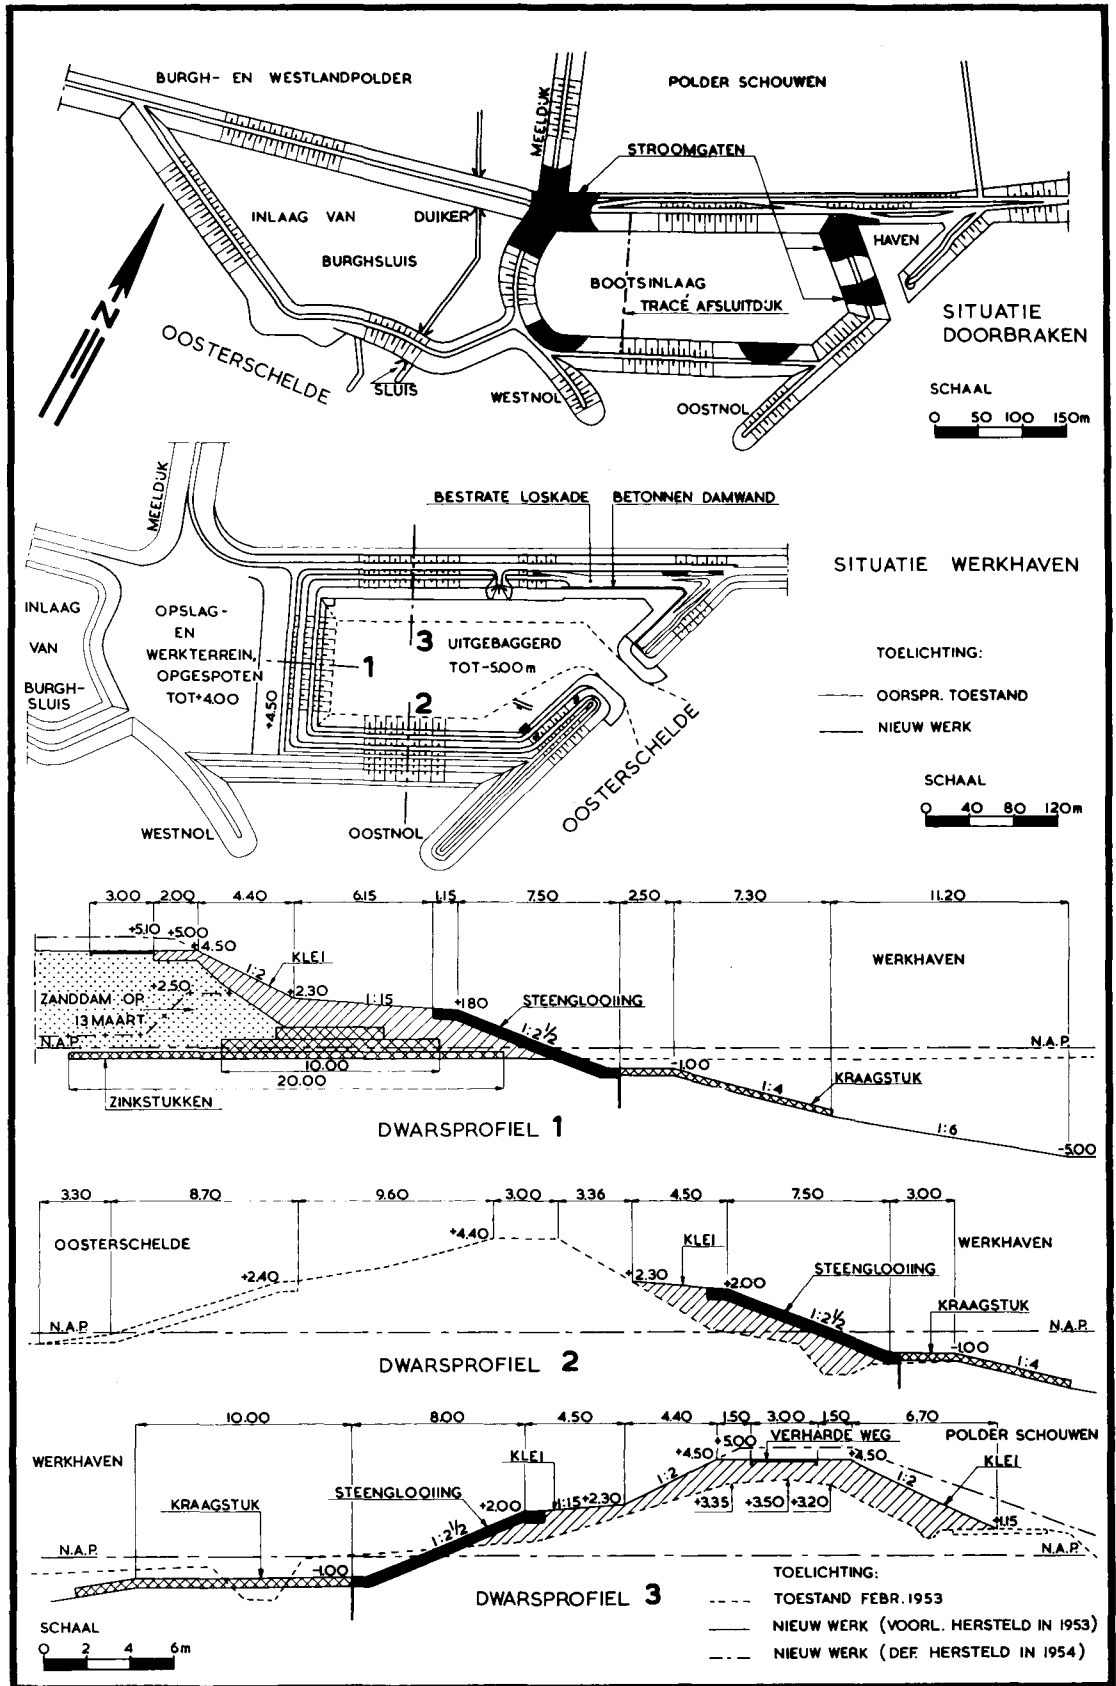 BURGH- EN WESTLANDPOLDER
POLDER SCHOUWEN
MEELDIJK
STROOMGATEN
INLAAG VAN
DUIKER
BURGHSLUIS
HAVEN
BOOTSINLAAG
TRACÉ AFSLUITDIJK
N
OOSTERSCHELDE
SLUIS
WESTNOL
OOSTNOL
SITUATIE
DOORBRAKEN
SCHAAL
0 50 100 150m
MEELDIJK
BESTRATE LOSKADE
BETONNEN DAMWAND
SITUATIE WERKHAVEN
INLAAG
VAN
BURGH-
SLUIS
OPSLAG-
EN
WERKTERREIN,
OPGESPOTEN
TOT+4.00
+4.50
1
3
2
UITGEBAGGERD
TOT-5.00m
OOSTERSCHELDE
WESTNOL
OOSTNOL
TOELICHTING:
OORSPR. TOESTAND
NIEUW WERK
SCHAAL
0 40 80 120m
3.00 2.00 4.40 6.15 1.15 7.50 2.50 7.30 11.20
+5.10 +5.00 +4.50
KLEI
1:2
WERKHAVEN
+2.50
ZANDDAM OP
13 MAART
+2.30
1:15
+1.80
STEENGLOOIING
1:2½
N.A.P.
N.A.P.
10.00
20.00
-1.00
1:4
KRAAGSTUK
ZINKSTUKKEN
1:6
-5.00
DWARSPROFIEL 1
3.30 8.70 9.60 3.00 3.36 4.50 7.50 3.00
OOSTERSCHELDE
+4.40
KLEI
WERKHAVEN
+2.40
+2.30
+2.00
STEENGLOOIING
1:2½
KRAAGSTUK
N.A.P.
N.A.P.
-1.00
1:4
DWARSPROFIEL 2
10.00 8.00 4.50 4.40 1.50 3.00 1.50 6.70
WERKHAVEN
KLEI
+4.50
+5.00
VERHARDE WEG
+4.50
POLDER SCHOUWEN
KLEI
1:2
1:2
KRAAGSTUK
STEENGLOOIING
+2.00
1:15
+2.30
+3.35 +3.50 +3.20
1:2½
+1.15
N.A.P.
N.A.P.
-1.00
DWARSPROFIEL 3
TOELICHTING:
TOESTAND FEBR. 1953
NIEUW WERK (VOORL. HERSTELD IN 1953)
NIEUW WERK (DEF. HERSTELD IN 1954)
SCHAAL
0 2 4 6m